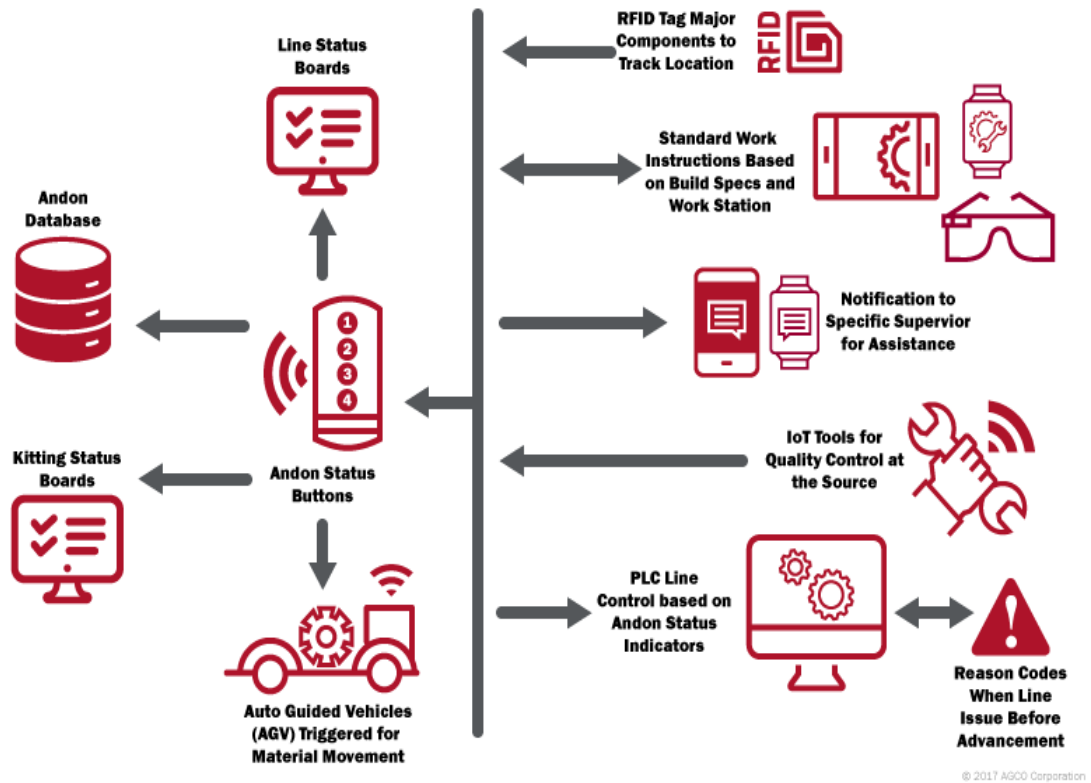 Line Status
Boards
Andon
Database
1
2
3
4
Andon Status
Buttons
Kitting Status
Boards
Auto Guided Vehicles
(AGV) Triggered for
Material Movement
RFID Tag Major
Components to
Track Location
RFID
Standard Work
Instructions Based
on Build Specs and
Work Station
Notification to
Specific Supervior
for Assistance
IoT Tools for
Quality Control at
the Source
PLC Line
Control based on
Andon Status
Indicators
Reason Codes
When Line
Issue Before
Advancement
© 2017 AGCO Corporation